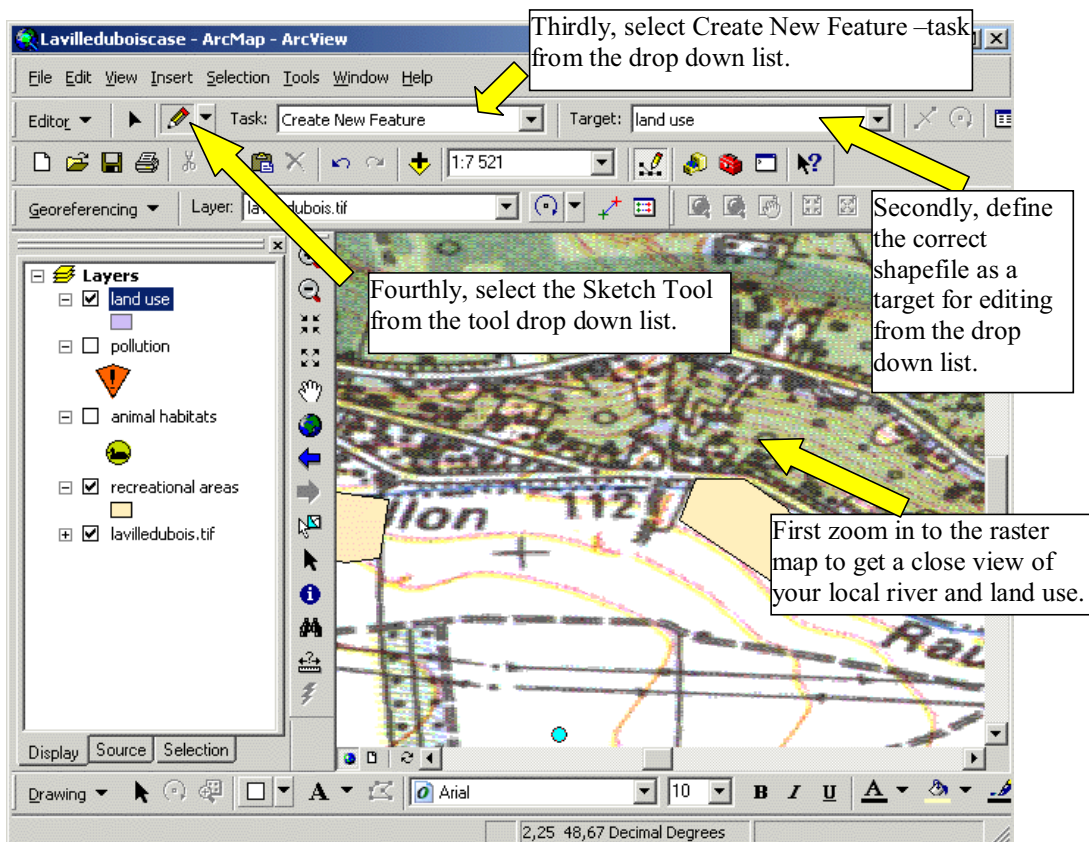 Lavilleduboiscase - ArcMap - ArcView
Thirdly, select Create New Feature –task
from the drop down list.
File Edit View Insert Selection Tools Window Help
Editor Task: Create New Feature Target: land use
1:7 521
Georeferencing Layer: lavilledubois.tif
Secondly, define
the correct
shapefile as a
target for editing
from the drop
down list.
Layers
land use
pollution
animal habitats
recreational areas
lavilledubois.tif
Fourthly, select the Sketch Tool
from the tool drop down list.
llon
112
First zoom in to the raster
map to get a close view of
your local river and land use.
Rau
Display Source Selection
Drawing A Arial 10 B I U A
2,25 48,67 Decimal Degrees